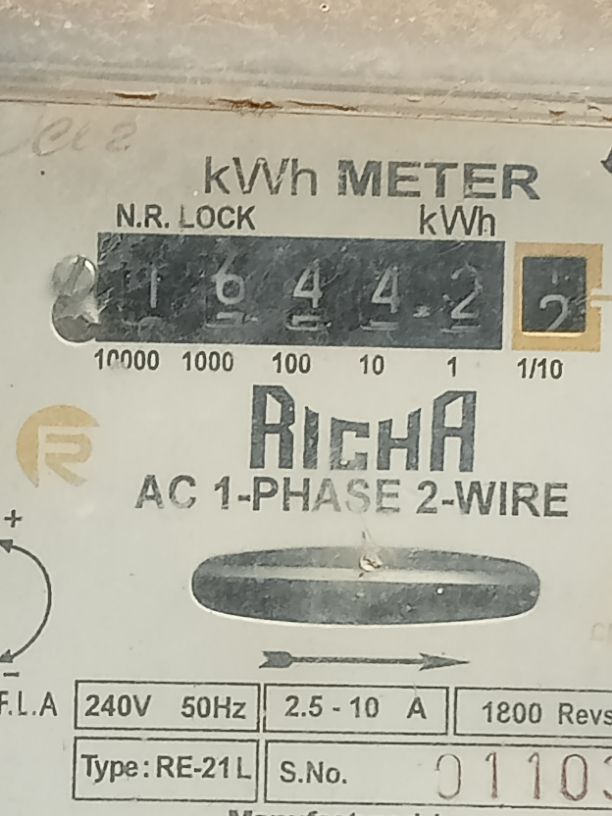 kWh METER
N.R. LOCK kWh
1 6 4 4 2 2
10000 1000 100 10 1 1/10
RICHA
R
AC 1-PHASE 2-WIRE
+
-
F.L.A 240V 50Hz 2.5 - 10 A 1800 Revs
Type: RE-21L S.No. 0110